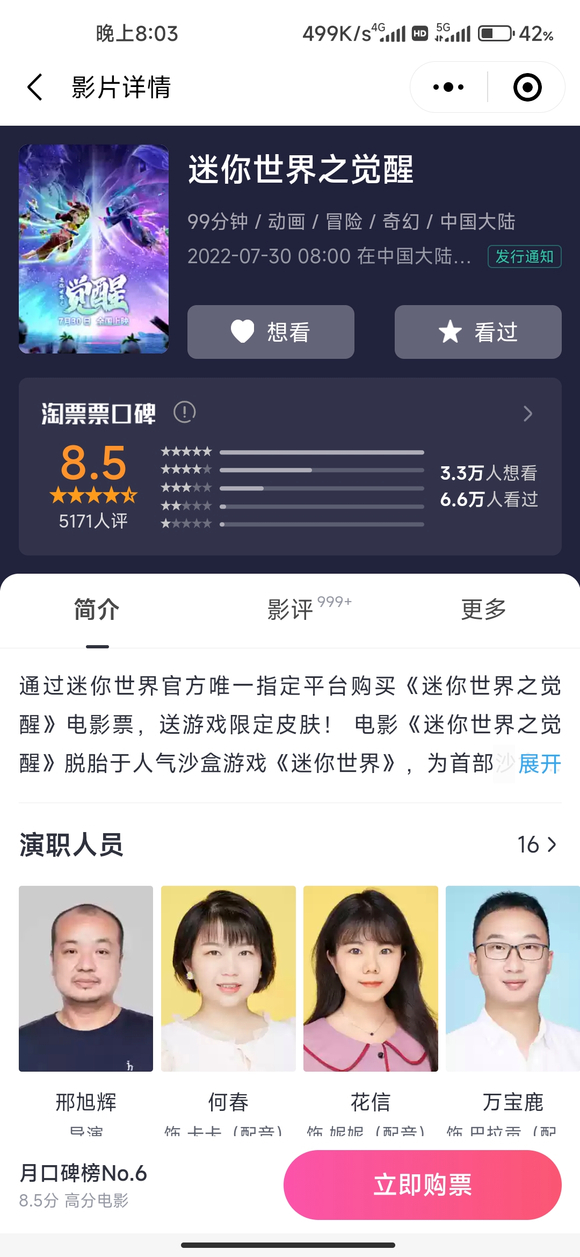 晚上8:03
499K/s 4G HD 5G 42%
影片详情
迷你世界之觉醒
99分钟 / 动画 / 冒险 / 奇幻 / 中国大陆
2022-07-30 08:00 在中国大陆... 发行通知
觉醒
7月30日 全国上映
想看 看过
淘票票口碑
8.5
5171人评
3.3万人想看
6.6万人看过
简介 影评 999+ 更多
通过迷你世界官方唯一指定平台购买《迷你世界之觉
醒》电影票，送游戏限定皮肤！ 电影《迷你世界之觉
醒》脱胎于人气沙盒游戏《迷你世界》，为首部沙 展开
演职人员 16
邢旭辉 何春 花信 万宝鹿
导演 饰 卡卡（配音） 饰 妮妮（配音） 饰 巴拉贡（配
月口碑榜No.6
8.5分 高分电影
立即购票